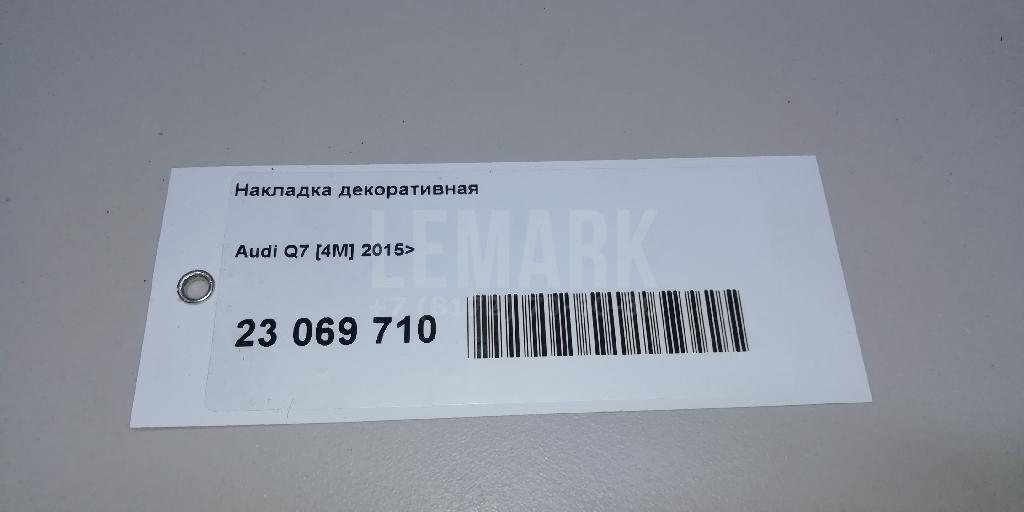 Накладка декоративная
LEMARK
Audi Q7 [4M] 2015>
23 069 710